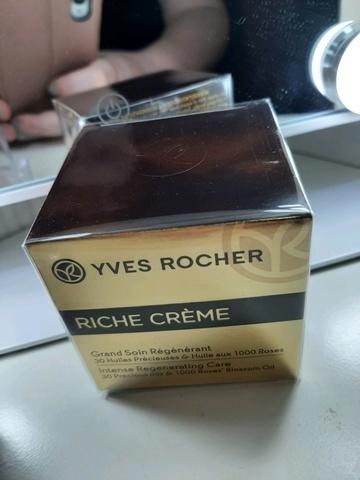 YVES ROCHER
RICHE CRÈME
Grand Soin Régénérant
30 Huiles Précieuses & Huile aux 1000 Roses
Intense Regenerating Care
30 Precious oils & 1000 Roses' Blossom Oil